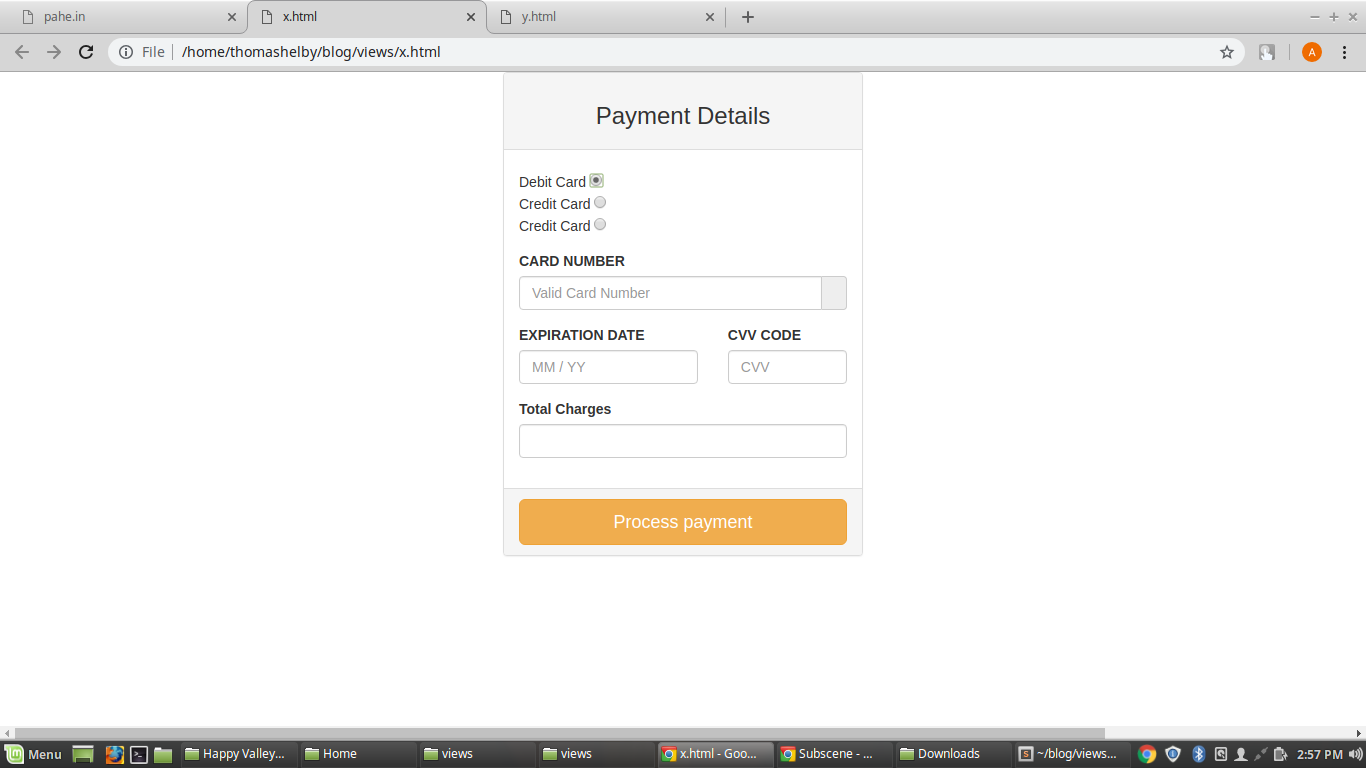 pahe.in
x.html
y.html
File
/home/thomashelby/blog/views/x.html
A
Payment Details
Debit Card
Credit Card
Credit Card
CARD NUMBER
Valid Card Number
EXPIRATION DATE
CVV CODE
MM / YY
CVV
Total Charges
Process payment
Menu
Happy Valley...
Home
views
views
x.html - Goo...
Subscene - ...
Downloads
~/blog/views...
2:57 PM